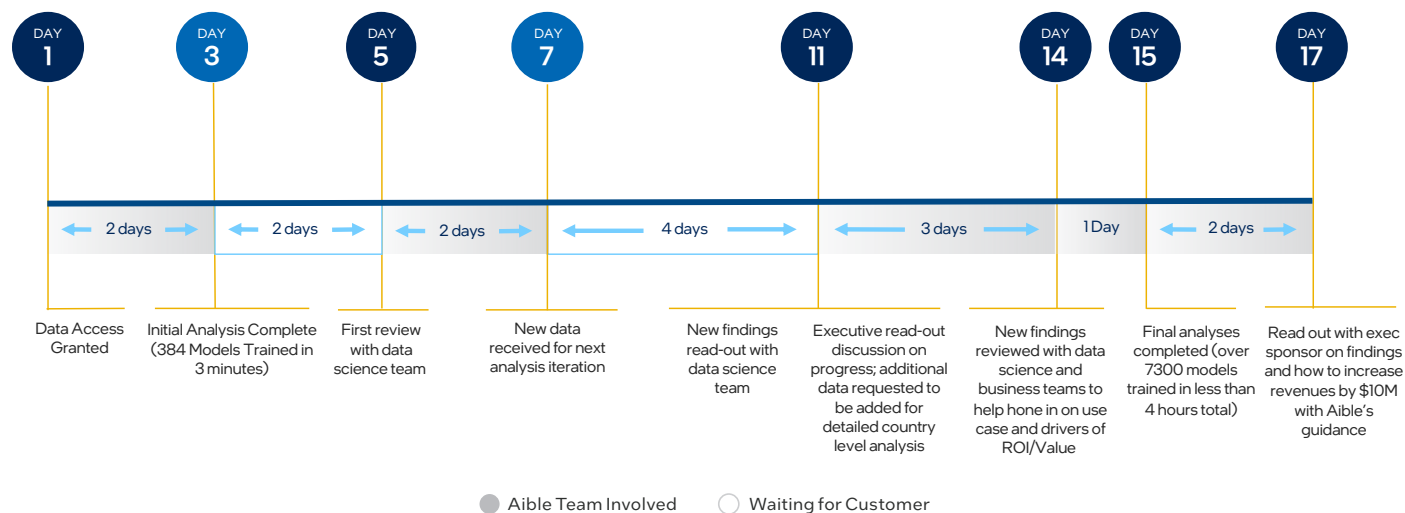 DAY
1
DAY
3
DAY
5
DAY
7
DAY
11
DAY
14
DAY
15
DAY
17
2 days
2 days
2 days
4 days
3 days
1 Day
2 days
Data Access
Granted
Initial Analysis Complete
(384 Models Trained in
3 minutes)
First review
with data
science team
New data
received for next
analysis iteration
New findings
read-out with
data science
team
Executive read-out
discussion on
progress; additional
data requested to
be added for
detailed country
level analysis
New findings
reviewed with data
science and
business teams to
help hone in on use
case and drivers of
ROI/Value
Final analyses
completed (over
7300 models
trained in less than
4 hours total)
Read out with exec
sponsor on findings
and how to increase
revenues by $10M
with Aible’s
guidance
Aible Team Involved
Waiting for Customer